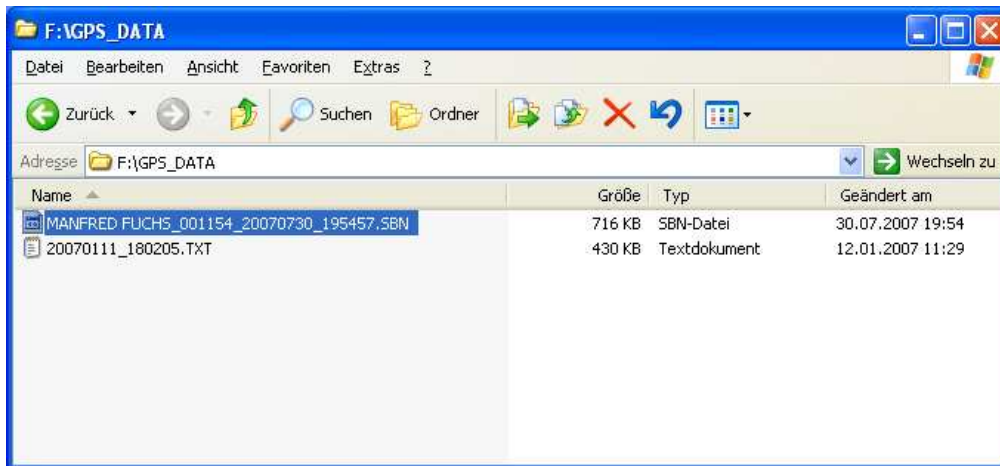 F:\GPS_DATA
Datei Bearbeiten Ansicht Favoriten Extras ?
Zurück Suchen Ordner
Adresse F:\GPS_DATA Wechseln zu
Name Größe Typ Geändert am
MANFRED FUCHS_001154_20070730_195457.SBN 716 KB SBN-Datei 30.07.2007 19:54
20070111_180205.TXT 430 KB Textdokument 12.01.2007 11:29